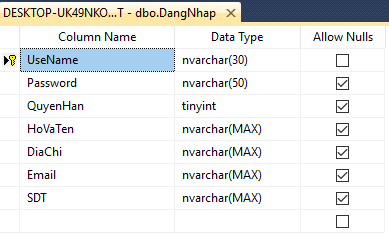 DESKTOP-UK49NKO...T - dbo.DangNhap
Column Name Data Type Allow Nulls
UseName nvarchar(30)
Password nvarchar(50)
QuyenHan tinyint
HoVaTen nvarchar(MAX)
DiaChi nvarchar(MAX)
Email nvarchar(MAX)
SDT nvarchar(MAX)